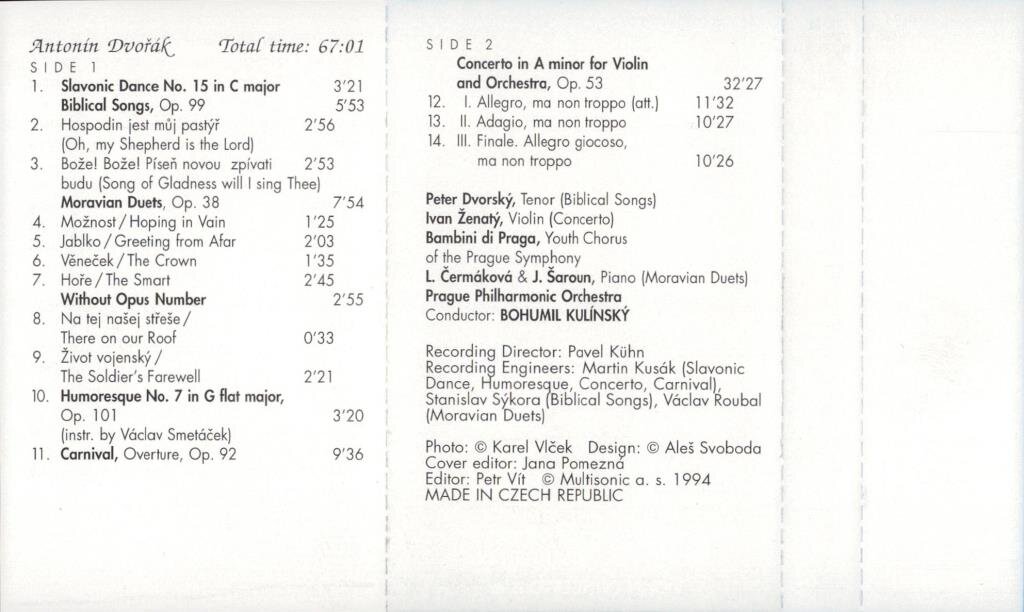 Antonín Dvořák Total time: 67:01
SIDE 1
1. Slavonic Dance No. 15 in C major 3'21
Biblical Songs, Op. 99 5'53
2. Hospodin jest můj pastýř 2'56
(Oh, my Shepherd is the Lord)
3. Bože! Bože! Píseň novou zpívati 2'53
budu (Song of Gladness will I sing Thee)
Moravian Duets, Op. 38 7'54
4. Možnost / Hoping in Vain 1'25
5. Jablko / Greeting from Afar 2'03
6. Věneček / The Crown 1'35
7. Hoře / The Smart 2'45
Without Opus Number 2'55
8. Na tej našej střeše /
There on our Roof 0'33
9. Život vojenský /
The Soldier's Farewell 2'21
10. Humoresque No. 7 in G flat major,
Op. 101 3'20
(instr. by Václav Smetáček)
11. Carnival, Overture, Op. 92 9'36
SIDE 2
Concerto in A minor for Violin
and Orchestra, Op. 53 32'27
12. I. Allegro, ma non troppo (att.) 11'32
13. II. Adagio, ma non troppo 10'27
14. III. Finale. Allegro giocoso,
ma non troppo 10'26
Peter Dvorský, Tenor (Biblical Songs)
Ivan Ženatý, Violin (Concerto)
Bambini di Praga, Youth Chorus
of the Prague Symphony
L. Čermáková & J. Šaroun, Piano (Moravian Duets)
Prague Philharmonic Orchestra
Conductor: BOHUMIL KULÍNSKÝ
Recording Director: Pavel Kühn
Recording Engineers: Martin Kusák (Slavonic
Dance, Humoresque, Concerto, Carnival),
Stanislav Sýkora (Biblical Songs), Václav Roubal
(Moravian Duets)
Photo: © Karel Vlček Design: © Aleš Svoboda
Cover editor: Jana Pomezná
Editor: Petr Vít © Multisonic a. s. 1994
MADE IN CZECH REPUBLIC